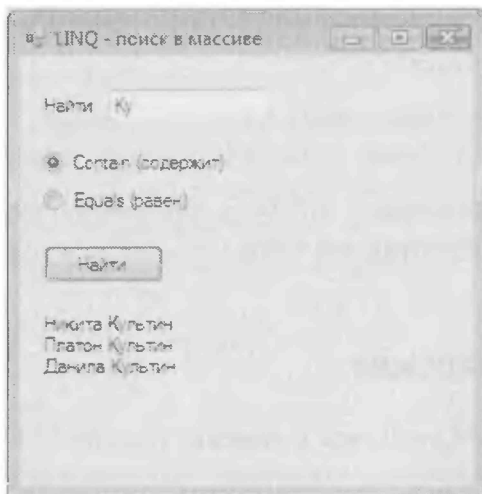 LINQ - поиск в массиве
Найти Ку
Contain (содержит)
Equals (равен)
Найти
Никита Культин
Платон Культин
Данила Культин